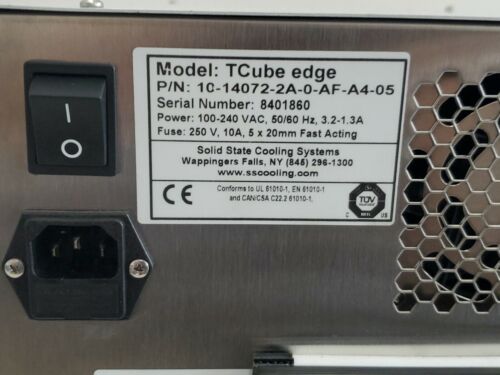 Model: TCube edge
P/N: 10-14072-2A-0-AF-A4-05
Serial Number: 8401860
Power: 100-240 VAC, 50/60 Hz, 3.2-1.3A
Fuse: 250 V, 10A, 5 x 20mm Fast Acting
Solid State Cooling Systems
Wappingers Falls, NY (845) 296-1300
www.sscooling.com
CE
Conforms to UL 61010-1, EN 61010-1
and CAN/CSA C22.2 61010-1.
TÜV
C US
I
O